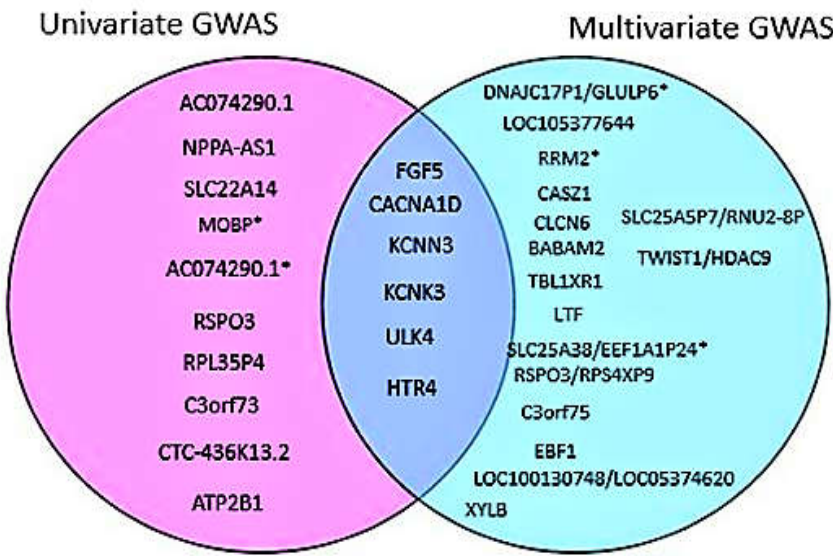 Univariate GWAS
Multivariate GWAS
AC074290.1
NPPA-AS1
SLC22A14
MOBP*
AC074290.1*
RSPO3
RPL35P4
C3orf73
CTC-436K13.2
ATP2B1
FGF5
CACNA1D
KCNN3
KCNK3
ULK4
HTR4
DNAJC17P1/GLULP6*
LOC105377644
RRM2*
CASZ1
CLCN6
SLC25A5P7/RNU2-8P
BABAM2
TWIST1/HDAC9
TBL1XR1
LTF
SLC25A38/EEF1A1P24*
RSPO3/RPS4XP9
C3orf75
EBF1
LOC100130748/LOC05374620
XYLB